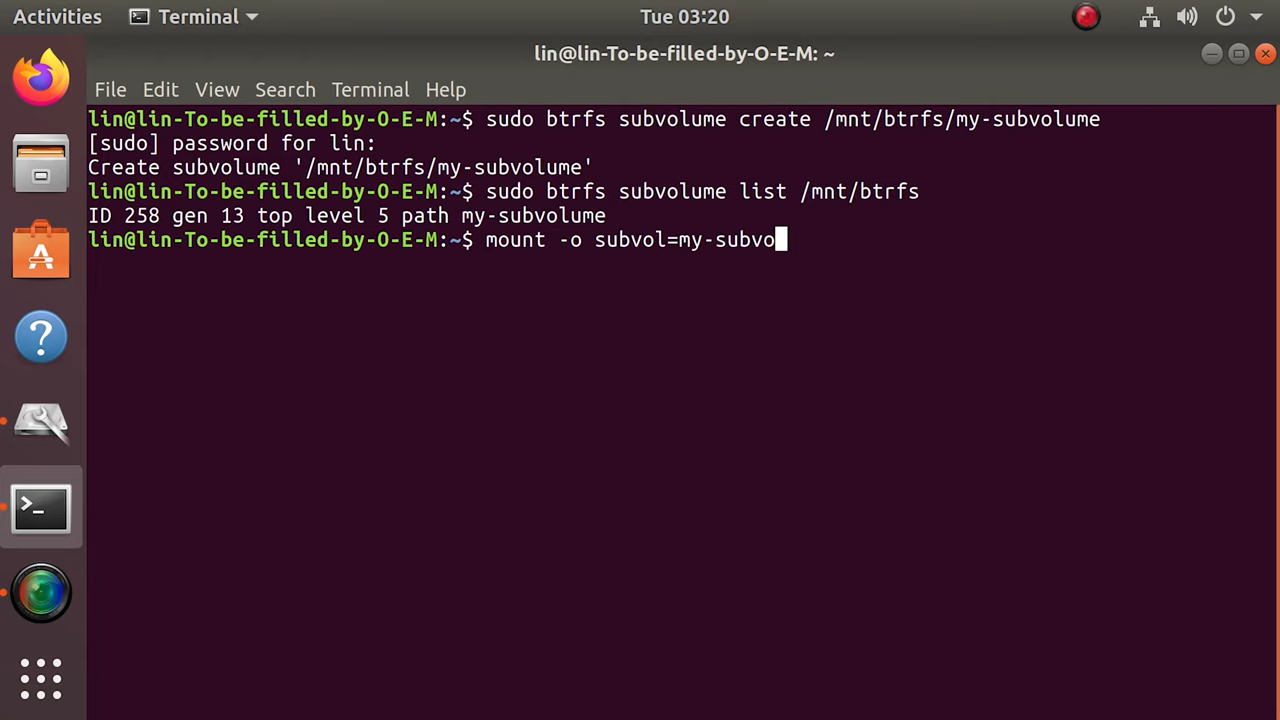 Activities Terminal Tue 03:20
lin@lin-To-be-filled-by-O-E-M: ~
File Edit View Search Terminal Help
lin@lin-To-be-filled-by-O-E-M:~$ sudo btrfs subvolume create /mnt/btrfs/my-subvolume
[sudo] password for lin:
Create subvolume '/mnt/btrfs/my-subvolume'
lin@lin-To-be-filled-by-O-E-M:~$ sudo btrfs subvolume list /mnt/btrfs
ID 258 gen 13 top level 5 path my-subvolume
lin@lin-To-be-filled-by-O-E-M:~$ mount -o subvol=my-subvo